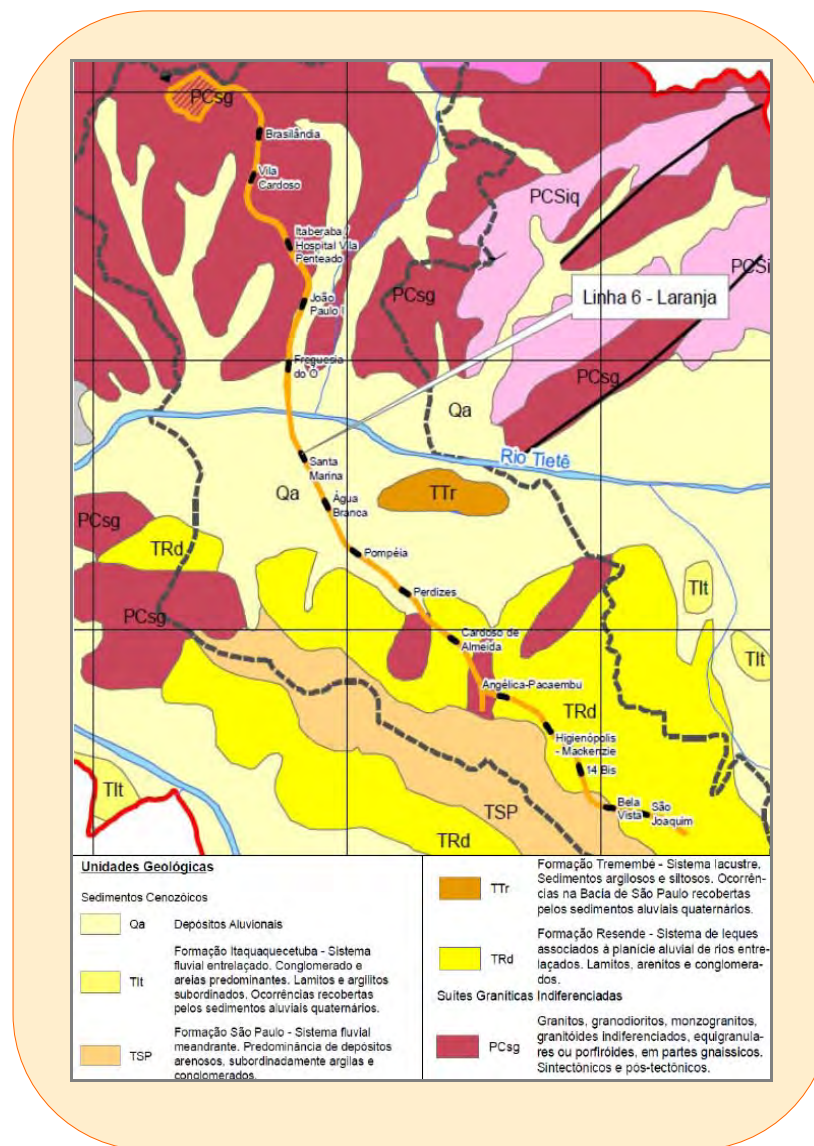 PCsg
Brasilândia
Vila
Cardoso
PCSiq
Itaberaba /
Hospital Vila
Penteado
PCsg
PCSi
João
Paulo I
Linha 6 - Laranja
Freguesia
do Ó
PCsg
Qa
Rio Tietê
Santa
Marina
Qa
TTr
Água
Branca
PCsg
TRd
Pompéia
TIt
Perdizes
PCsg
Cardoso de
Almeida
TIt
Angélica-Pacaembu
TRd
Higienópolis
- Mackenzie
14 Bis
TIt
TSP
Bela
Vista
São
Joaquim
TRd
Unidades Geológicas
Sedimentos Cenozóicos
Qa Depósitos Aluvionais
TIt
Formação Itaquaquecetuba - Sistema
fluvial entrelaçado. Conglomerado e
areias predominantes. Lamitos e argilitos
subordinados. Ocorrências recobertas
pelos sedimentos aluviais quaternários.
TSP
Formação São Paulo - Sistema fluvial
meandrante. Predominância de depósitos
arenosos, subordinadamente argilas e
conglomerados.
TTr
Formação Tremembé - Sistema lacustre.
Sedimentos argilosos e siltosos. Ocorrên-
cias na Bacia de São Paulo recobertas
pelos sedimentos aluviais quaternários.
TRd
Formação Resende - Sistema de leques
associados à planície aluvial de rios entre-
laçados. Lamitos, arenitos e conglomera-
dos.
Suítes Graníticas Indiferenciadas
PCsg
Granitos, granodioritos, monzogranitos,
granitóides indiferenciados, equigranula-
res ou porfiróides, em partes gnaissicos.
Sintectônicos e pós-tectônicos.